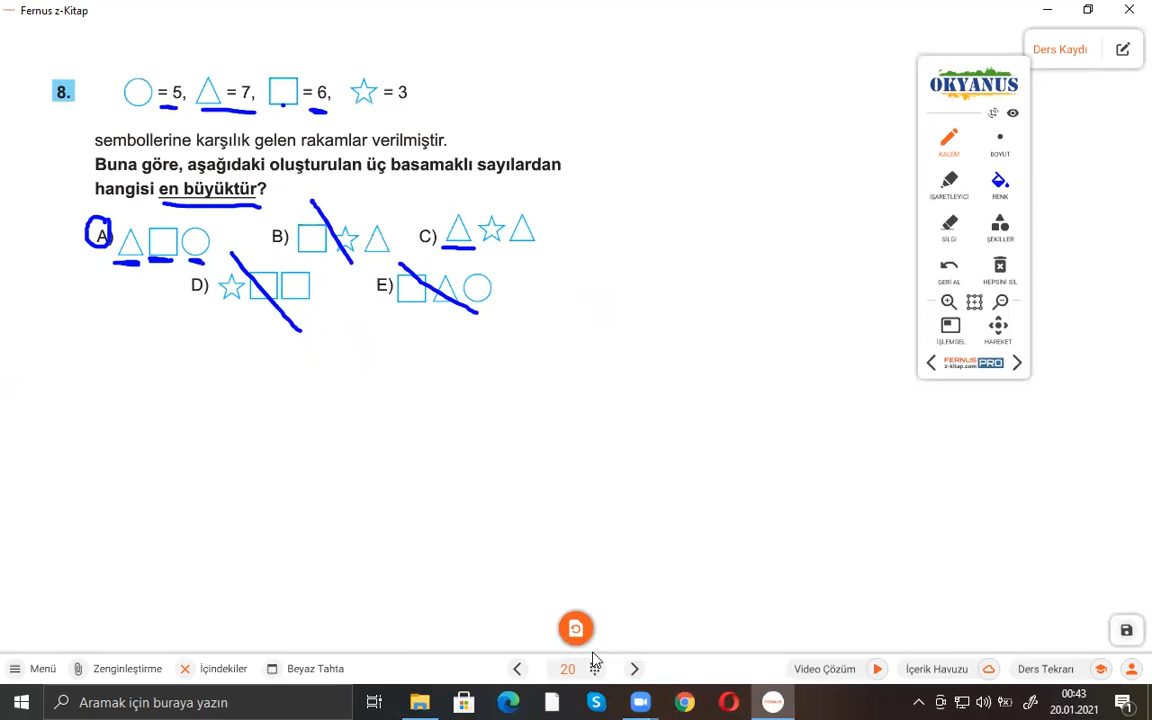 Fernus z-Kitap
Ders Kaydı
8. = 5, = 7, = 6, = 3
sembollerine karşılık gelen rakamlar verilmiştir.
Buna göre, aşağıdaki oluşturulan üç basamaklı sayılardan
hangisi en büyüktür?
A) B) C)
D) E)
OKYANUS
KALEM BOYUT
İŞARETLEYİCİ RENK
SİLGİ ŞEKİLLER
GERİ AL HEPSİNİ SİL
İŞLEMSEL HAREKET
FERNUS z-kitap.com PRO
Menü Zenginleştirme İçindekiler Beyaz Tahta 20 Video Çözüm İçerik Havuzu Ders Tekrarı
Aramak için buraya yazın
00:43
20.01.2021
1